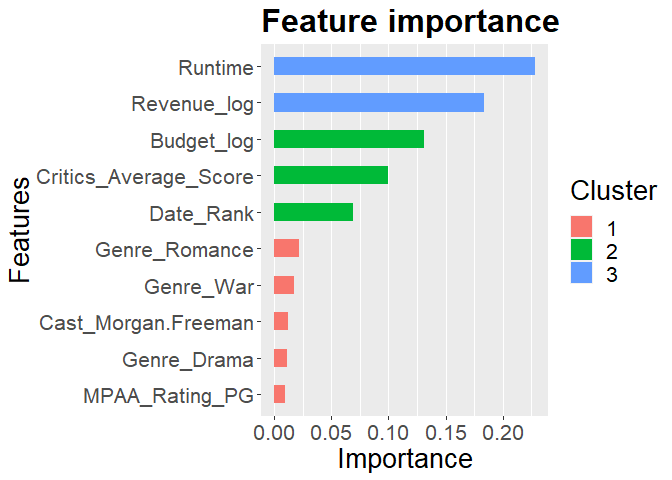 Feature importance
Features
Runtime
Revenue_log
Budget_log
Critics_Average_Score
Date_Rank
Genre_Romance
Genre_War
Cast_Morgan.Freeman
Genre_Drama
MPAA_Rating_PG
0.00 0.05 0.10 0.15 0.20
Importance
Cluster
1
2
3